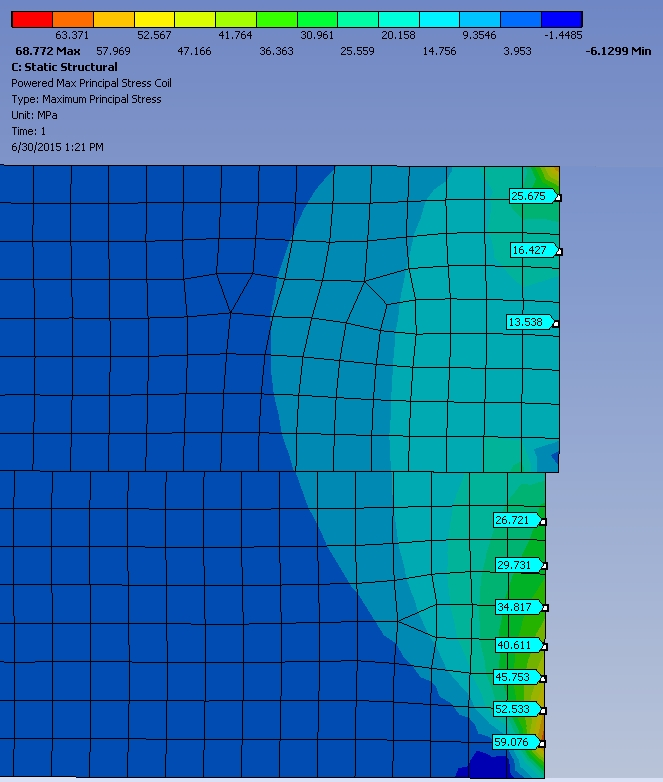 63.371 52.567 41.764 30.961 20.158 9.3546 -1.4485
68.772 Max 57.969 47.166 36.363 25.559 14.756 3.953 -6.1299 Min
C: Static Structural
Powered Max Principal Stress Coil
Type: Maximum Principal Stress
Unit: MPa
Time: 1
6/30/2015 1:21 PM
25.675
16.427
13.538
26.721
29.731
34.817
40.611
45.753
52.533
59.076